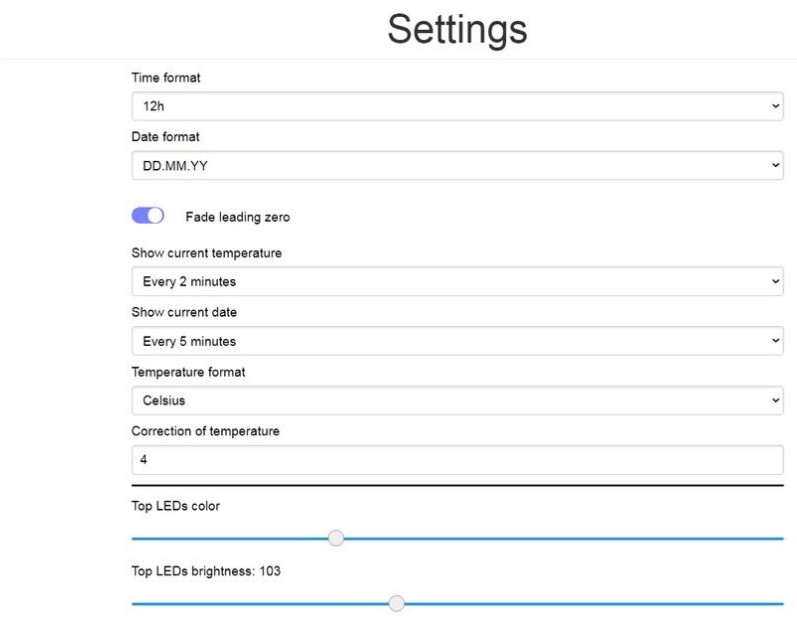 Settings
Time format
12h
Date format
DD.MM.YY
Fade leading zero
Show current temperature
Every 2 minutes
Show current date
Every 5 minutes
Temperature format
Celsius
Correction of temperature
4
Top LEDs color
Top LEDs brightness: 103